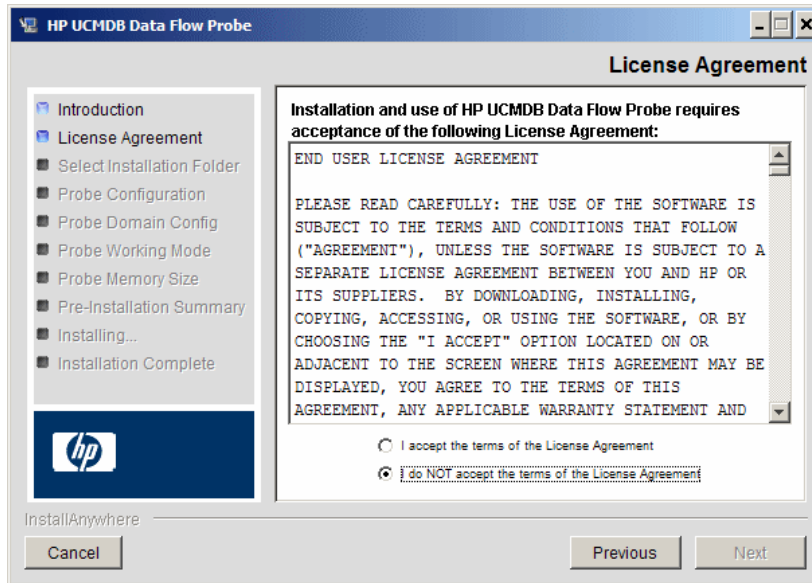 HP UCMDB Data Flow Probe
License Agreement
Introduction
License Agreement
Select Installation Folder
Probe Configuration
Probe Domain Config
Probe Working Mode
Probe Memory Size
Pre-Installation Summary
Installing...
Installation Complete
hp
Installation and use of HP UCMDB Data Flow Probe requires
acceptance of the following License Agreement:
END USER LICENSE AGREEMENT
PLEASE READ CAREFULLY: THE USE OF THE SOFTWARE IS
SUBJECT TO THE TERMS AND CONDITIONS THAT FOLLOW
("AGREEMENT"), UNLESS THE SOFTWARE IS SUBJECT TO A
SEPARATE LICENSE AGREEMENT BETWEEN YOU AND HP OR
ITS SUPPLIERS.  BY DOWNLOADING, INSTALLING,
COPYING, ACCESSING, OR USING THE SOFTWARE, OR BY
CHOOSING THE "I ACCEPT" OPTION LOCATED ON OR
ADJACENT TO THE SCREEN WHERE THIS AGREEMENT MAY BE
DISPLAYED, YOU AGREE TO THE TERMS OF THIS
AGREEMENT, ANY APPLICABLE WARRANTY STATEMENT AND
I accept the terms of the License Agreement
I do NOT accept the terms of the License Agreement
InstallAnywhere
Cancel
Previous
Next